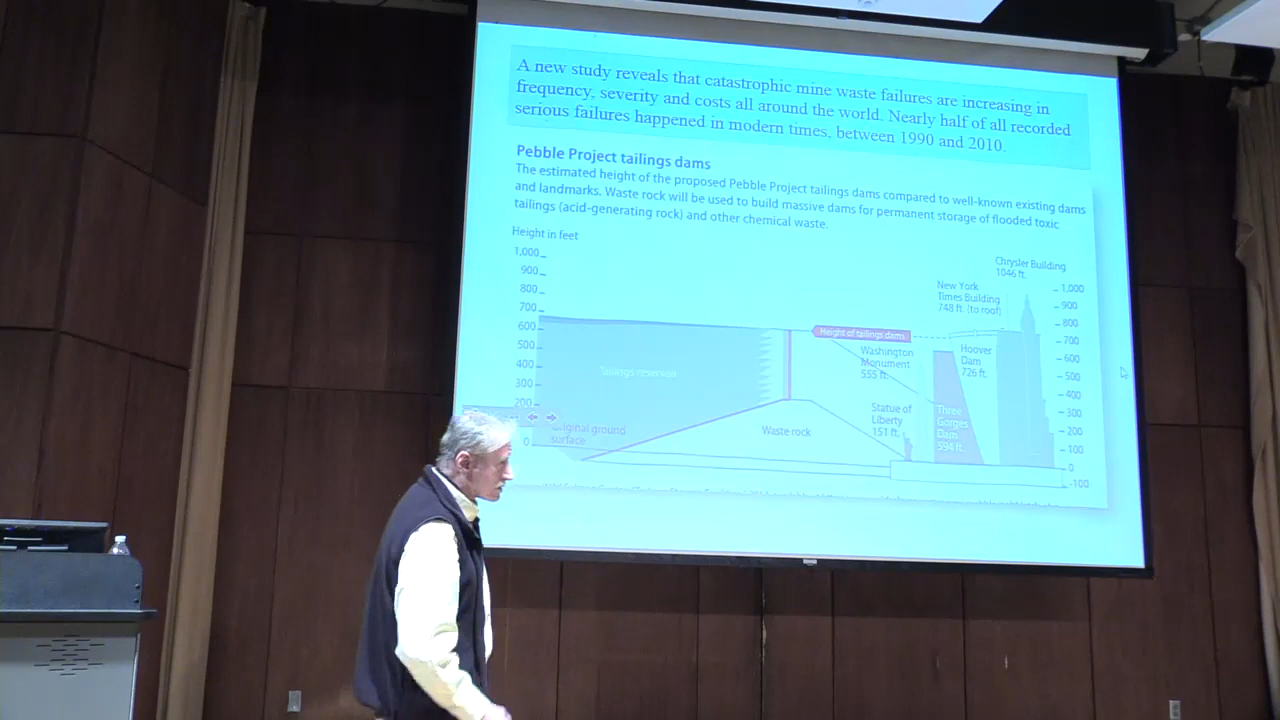 A new study reveals that catastrophic mine waste failures are increasing in
frequency, severity and costs all around the world. Nearly half of all recorded
serious failures happened in modern times, between 1990 and 2010.
Pebble Project tailings dams
The estimated height of the proposed Pebble Project tailings dams compared to well-known existing dams
and landmarks. Waste rock will be used to build massive dams for permanent storage of flooded toxic
tailings (acid-generating rock) and other chemical waste.
Height in feet
1,000
900
800
700
600
500
400
300
200
0
Tailings reservoir
Original ground
surface
Waste rock
Height of tailings dams
Washington
Monument
555 ft.
Statue of
Liberty
151 ft.
Three
Gorges
Dam
594 ft.
Hoover
Dam
726 ft.
New York
Times Building
748 ft. (to roof)
Chrysler Building
1046 ft.
1,000
900
800
700
600
500
400
300
200
100
0
-100